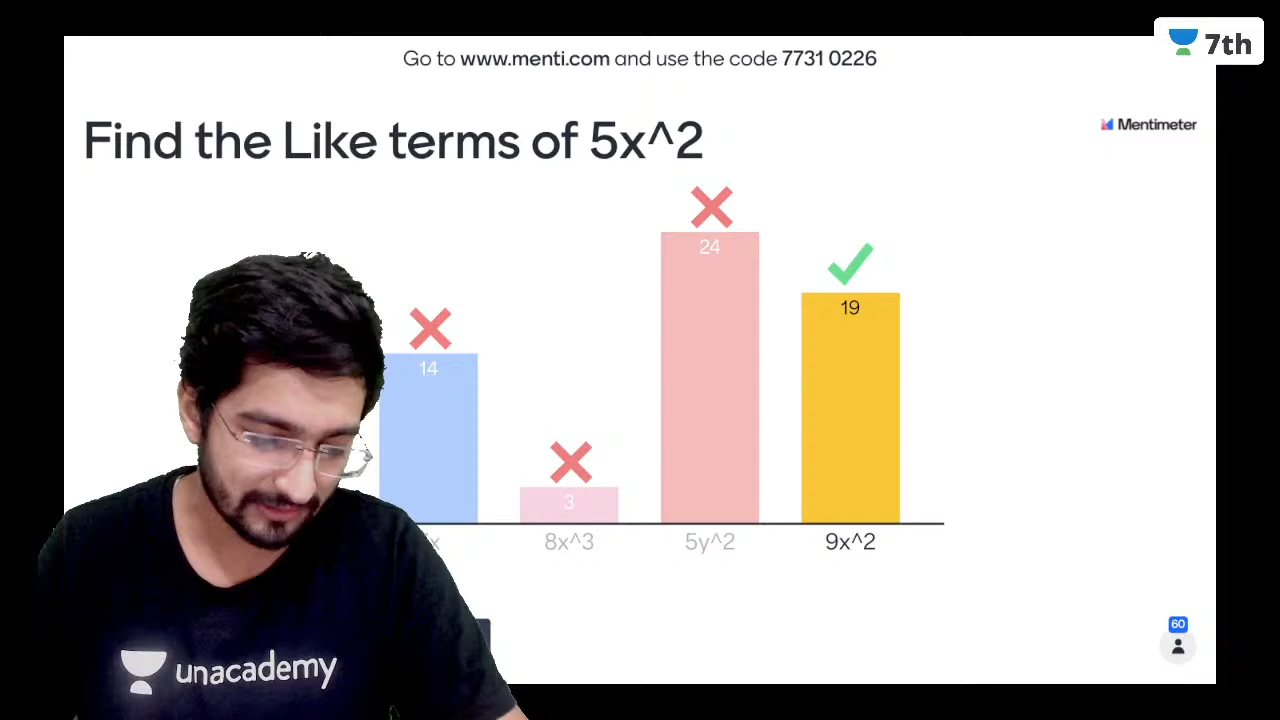 7th
Go to www.menti.com and use the code 7731 0226
Mentimeter
Find the Like terms of 5x^2
14
3
24
19
x
8x^3
5y^2
9x^2
60
unacademy